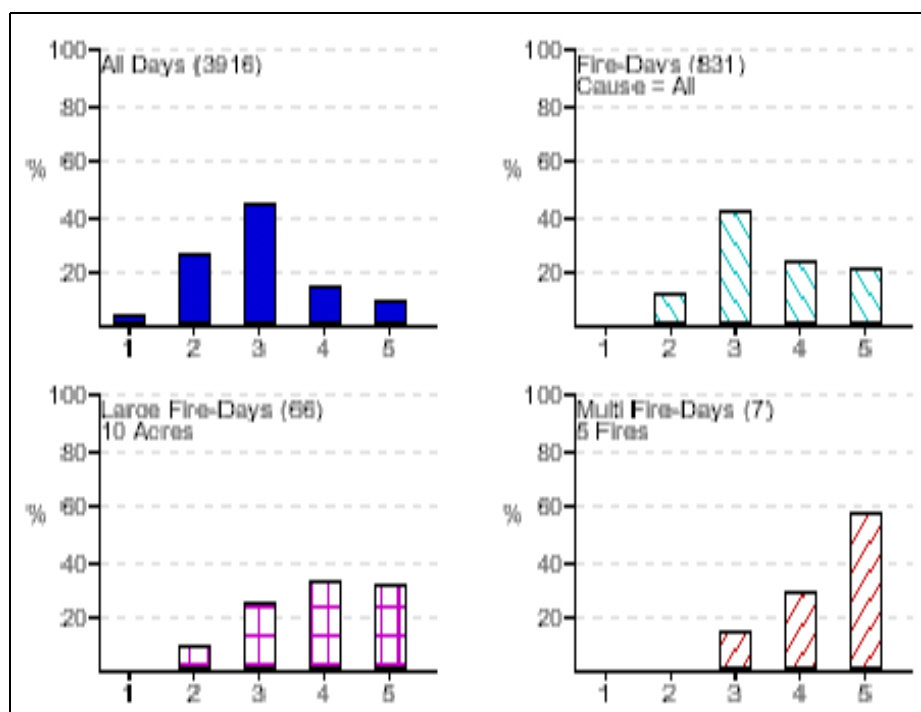 100
All Days (3916)
80
60
%
40
20
1 2 3 4 5
100
Fire-Days (831)
Cause = All
80
60
%
40
20
1 2 3 4 5
100
Large Fire-Days (66)
10 Acres
80
60
%
40
20
1 2 3 4 5
100
Multi Fire-Days (7)
5 Fires
80
60
%
40
20
1 2 3 4 5